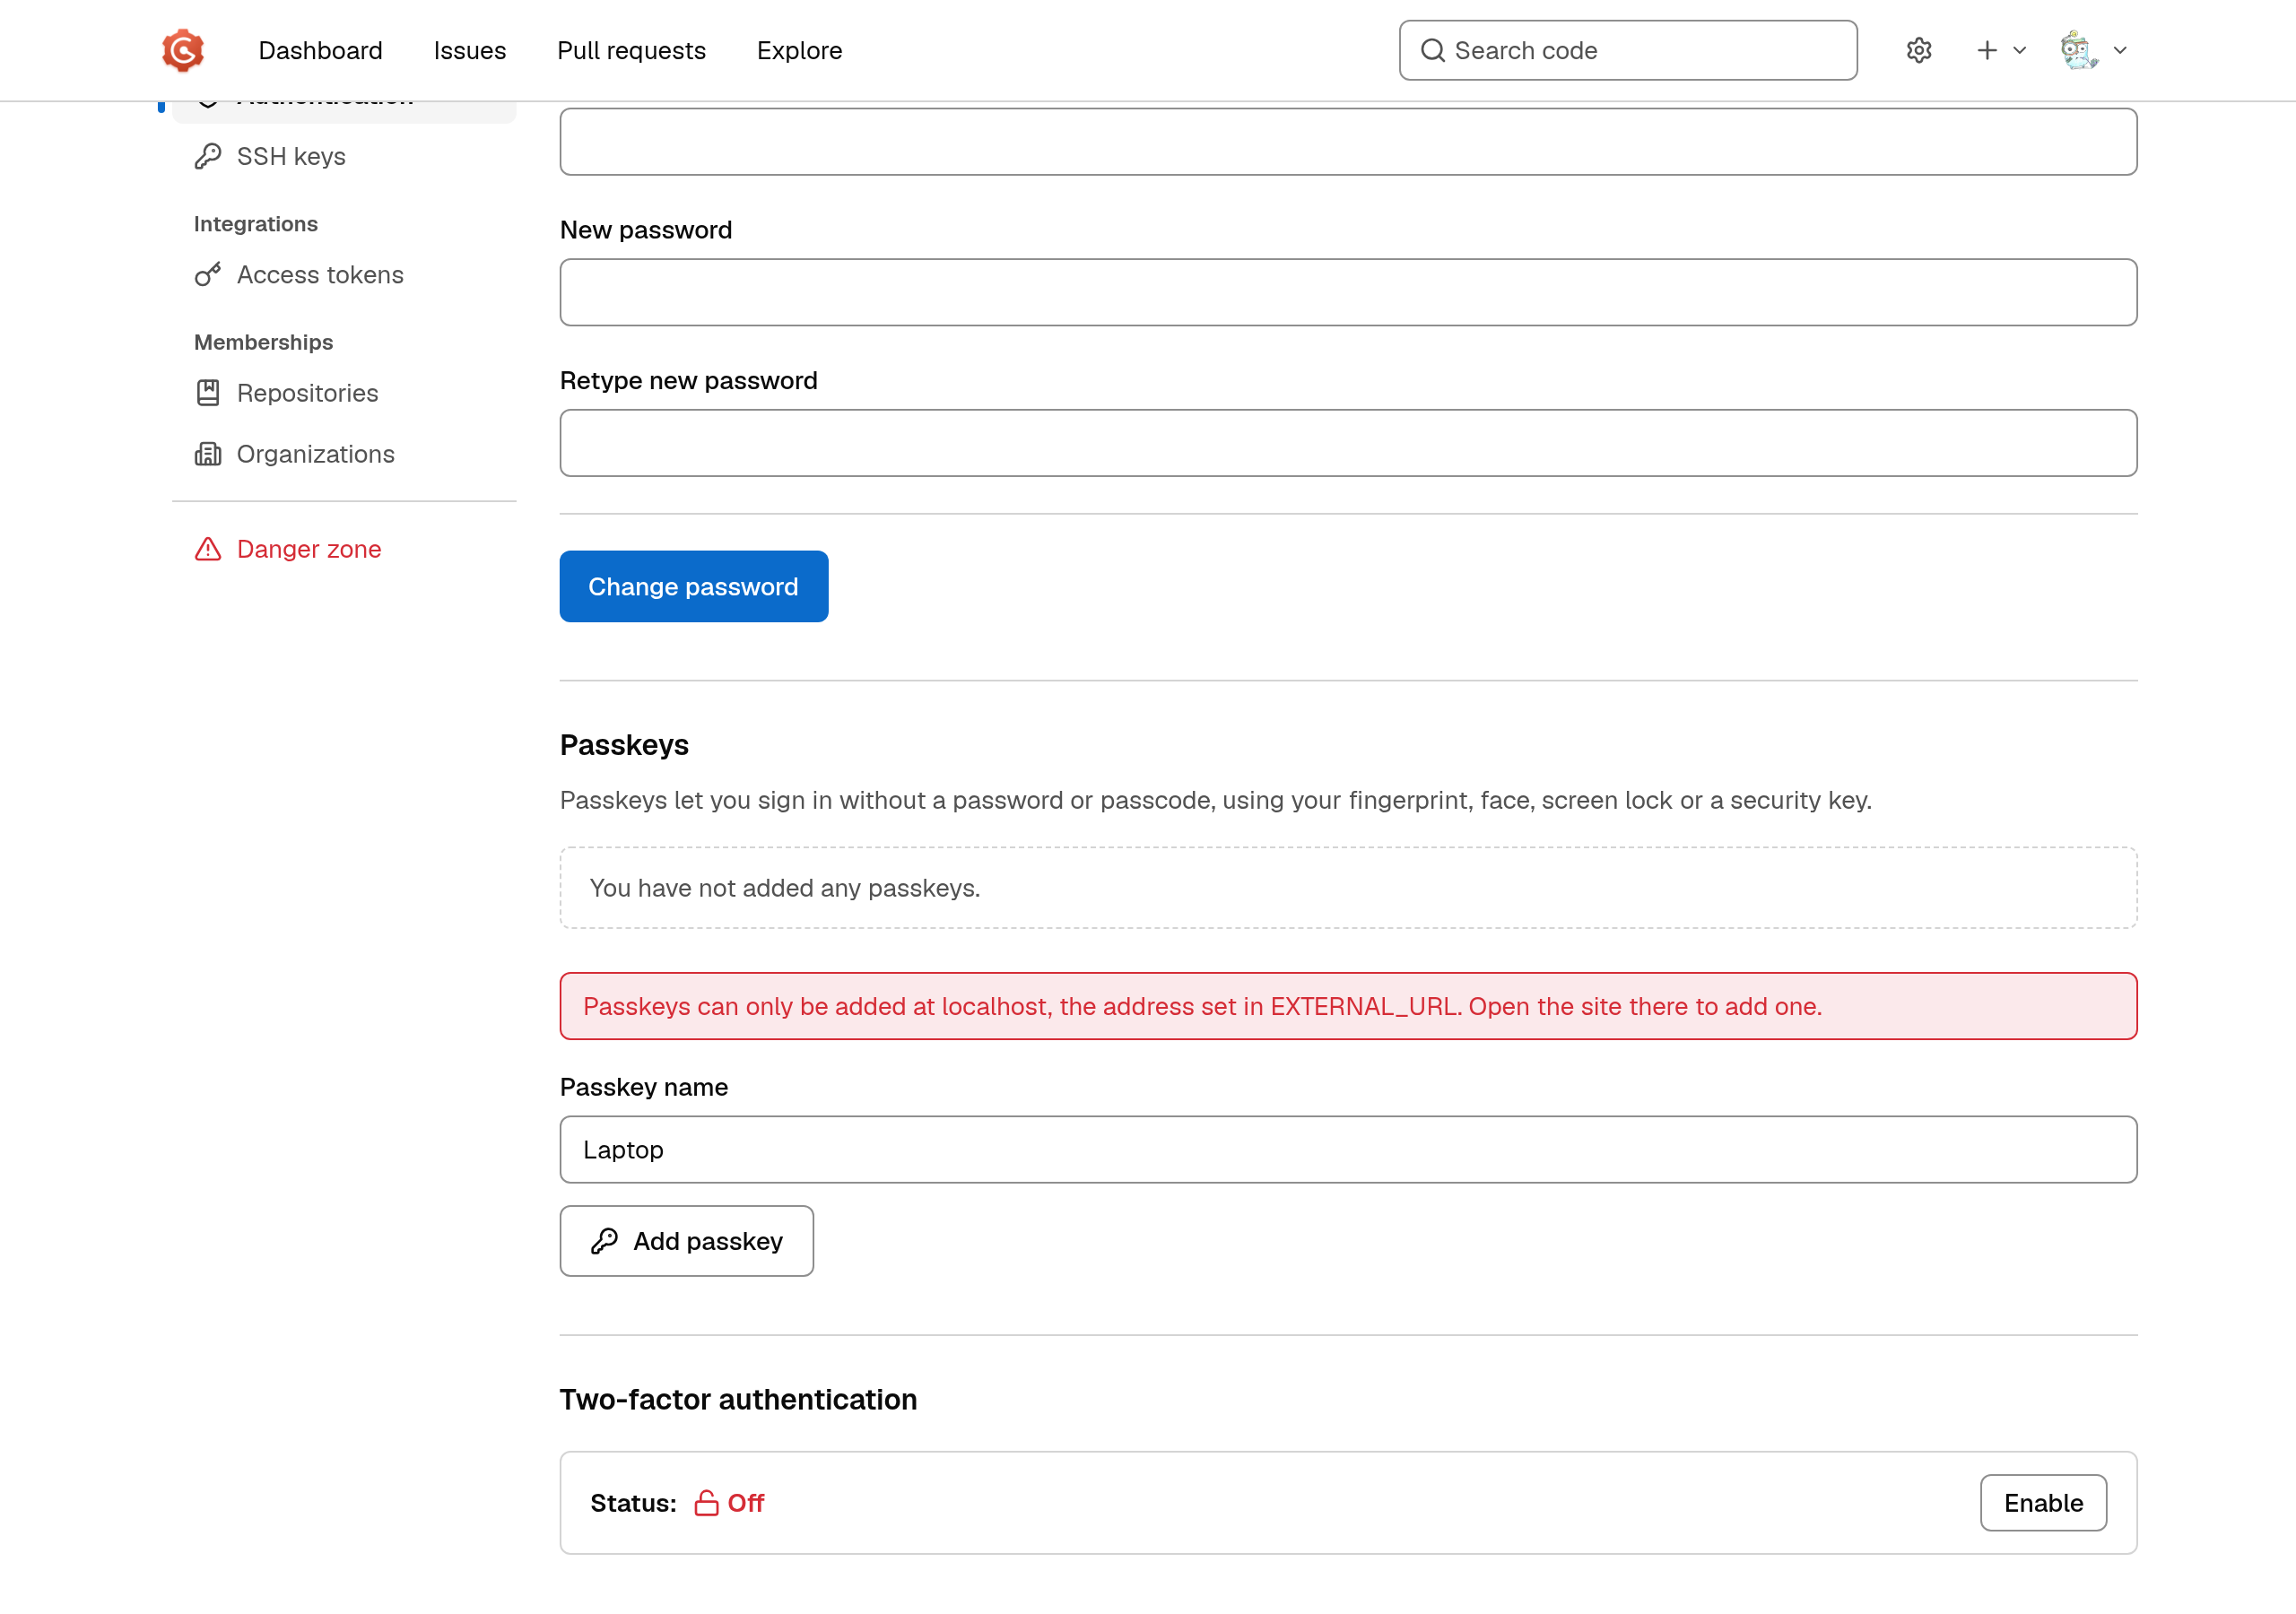 Dashboard
Issues
Pull requests
Explore
Search code
Authentication
SSH keys
Integrations
Access tokens
Memberships
Repositories
Organizations
Danger zone
New password
Retype new password
Change password
Passkeys
Passkeys let you sign in without a password or passcode, using your fingerprint, face, screen lock or a security key.
You have not added any passkeys.
Passkeys can only be added at localhost, the address set in EXTERNAL_URL. Open the site there to add one.
Passkey name
Laptop
Add passkey
Two-factor authentication
Status: Off
Enable